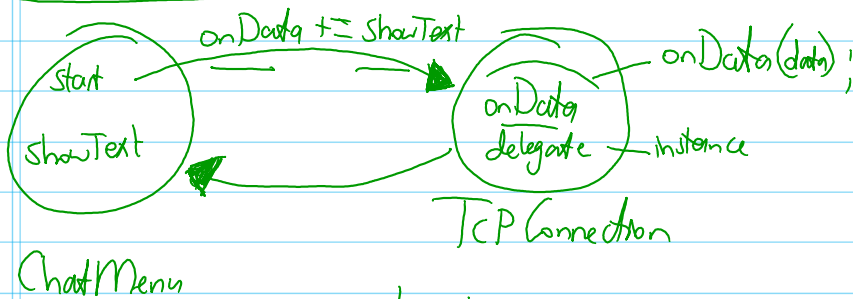 onData += showText
start
onData(data);
onData
delegate
instance
showText
TCP Connection
ChatMenu